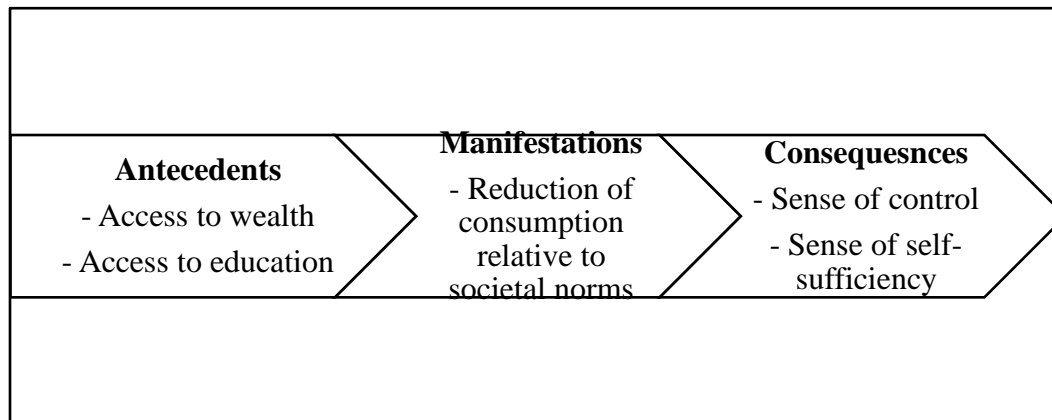 Antecedents
- Access to wealth
- Access to education
Manifestations
- Reduction of
consumption
relative to
societal norms
Consequesnces
- Sense of control
- Sense of self-
sufficiency